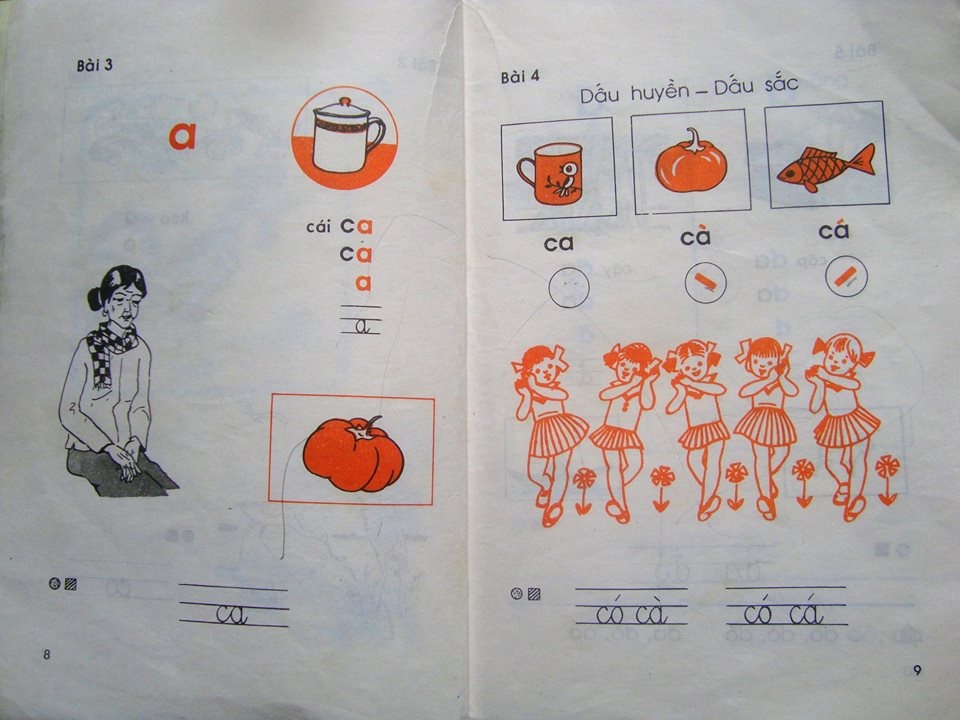 Bài 3
a
cái ca
ca
a
a
ca
8
Bài 4
Dấu huyền – Dấu sắc
ca cà cá
có cà có cá
9